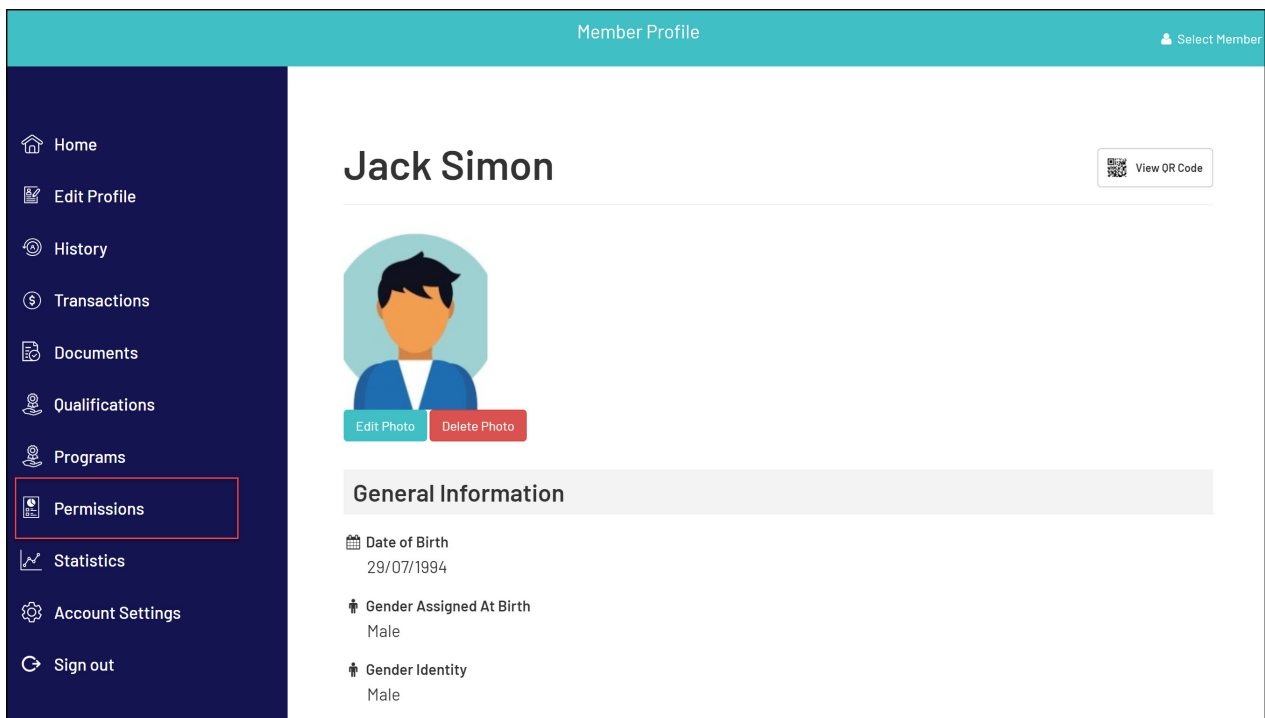 Member Profile
Select Member
Home
Edit Profile
History
Transactions
Documents
Qualifications
Programs
Permissions
Statistics
Account Settings
Sign out
Jack Simon
View QR Code
Edit Photo
Delete Photo
General Information
Date of Birth
29/07/1994
Gender Assigned At Birth
Male
Gender Identity
Male